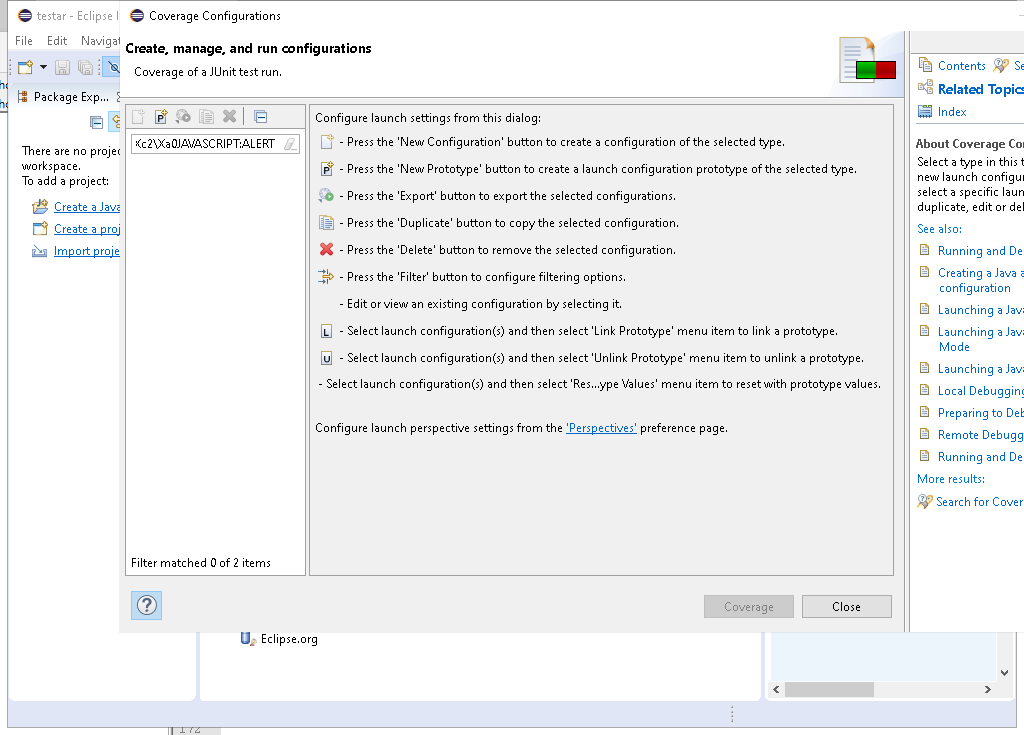 testar - Eclipse I
Coverage Configurations
File Edit Navigat
Create, manage, and run configurations
Coverage of a JUnit test run.
Package Exp...
There are no projec
workspace.
To add a project:
Create a Java
Create a proj
Import proje
\c2\Xa0JAVASCRIPT:ALERT
Filter matched 0 of 2 items
Configure launch settings from this dialog:
- Press the 'New Configuration' button to create a configuration of the selected type.
- Press the 'New Prototype' button to create a launch configuration prototype of the selected type.
- Press the 'Export' button to export the selected configurations.
- Press the 'Duplicate' button to copy the selected configuration.
- Press the 'Delete' button to remove the selected configuration.
- Press the 'Filter' button to configure filtering options.
- Edit or view an existing configuration by selecting it.
L - Select launch configuration(s) and then select 'Link Prototype' menu item to link a prototype.
U - Select launch configuration(s) and then select 'Unlink Prototype' menu item to unlink a prototype.
- Select launch configuration(s) and then select 'Res...ype Values' menu item to reset with prototype values.
Configure launch perspective settings from the 'Perspectives' preference page.
Coverage
Close
Contents Se
Related Topics
Index
About Coverage Co
Select a type in this t
new launch configur
select a specific laun
duplicate, edit or del
See also:
Running and De
Creating a Java a
configuration
Launching a Java
Launching a Java
Mode
Launching a Java
Local Debugging
Preparing to Deb
Remote Debugg
Running and De
More results:
Search for Cover
Eclipse.org
172